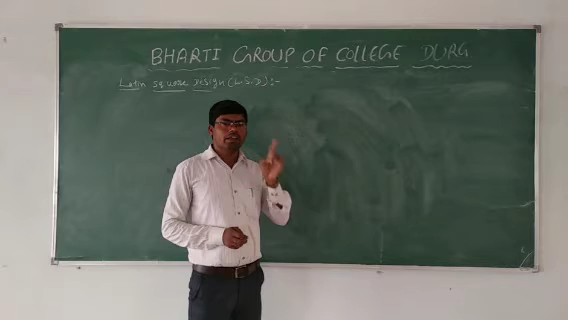 BHARTI GROUP OF COLLEGE DURG
Latin square Design (L.S.D):-